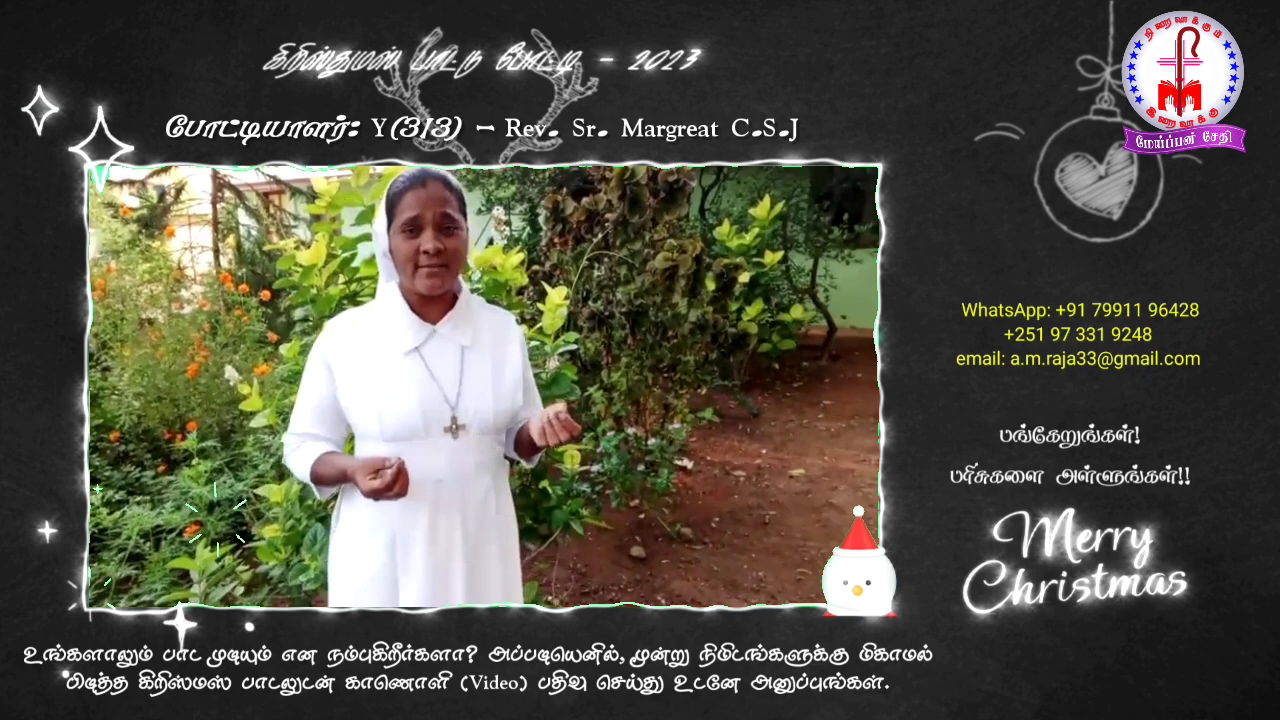 கிறிஸ்துமஸ் பாட்டு போட்டி - 2023
போட்டியாளர்: Y(313) - Rev. Sr. Margreat C.S.J
நிறைவாக்கும்
இறைவாக்கு
மேய்ப்பன் சேதி
WhatsApp: +91 79911 96428
+251 97 331 9248
email: a.m.raja33@gmail.com
பங்கேறுங்கள்!
பரிசுகளை அள்ளுங்கள்!!
Merry
Christmas
உங்களாலும் பாட முடியும் என நம்புகிறீர்களா? அப்படியெனில், மூன்று நிமிடங்களுக்கு மிகாமல்
பிடித்த கிறிஸ்மஸ் பாடலுடன் காணொளி (Video) பதிவு செய்து உடனே அனுப்புங்கள்.